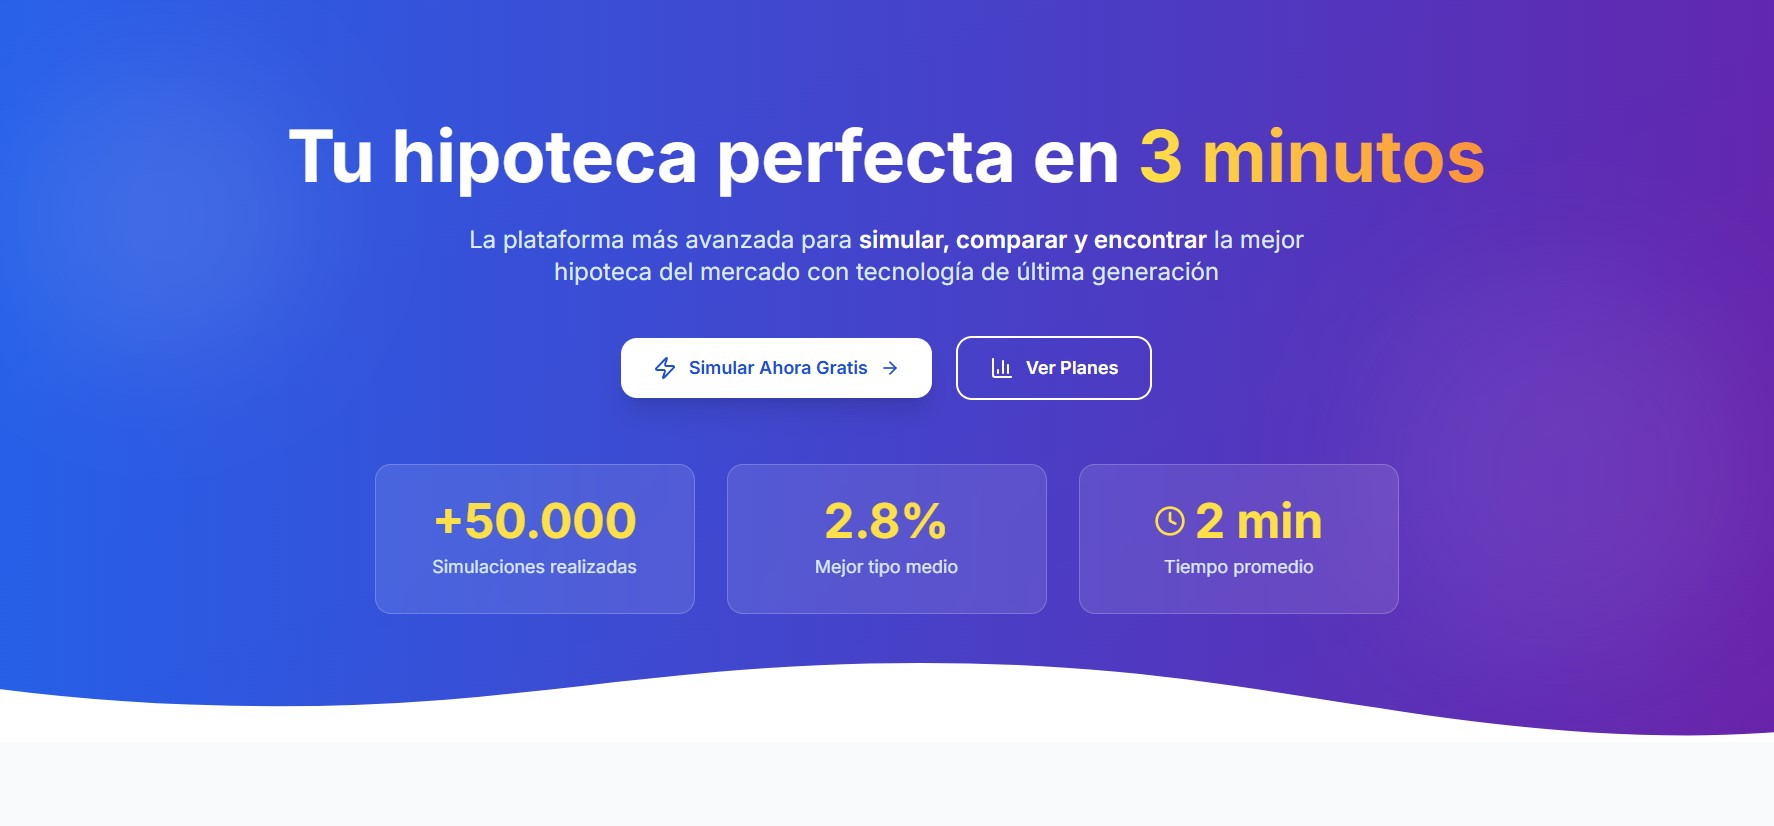 Tu hipoteca perfecta en 3 minutos
La plataforma más avanzada para simular, comparar y encontrar la mejor
hipoteca del mercado con tecnología de última generación
Simular Ahora Gratis
Ver Planes
+50.000
Simulaciones realizadas
2.8%
Mejor tipo medio
2 min
Tiempo promedio